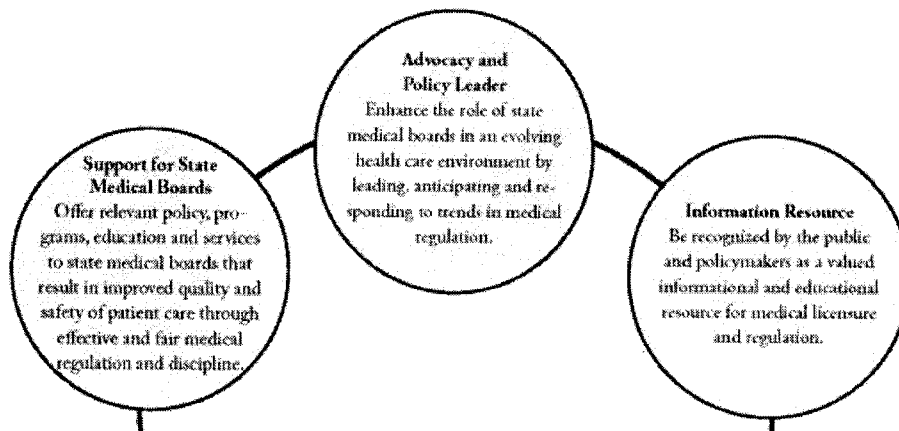 Advocacy and
Policy Leader
Enhance the role of state
medical boards in an evolving
health care environment by
leading, anticipating and re-
sponding to trends in medical
regulation.
Support for State
Medical Boards
Offer relevant policy, pro-
grams, education and services
to state medical boards that
result in improved quality and
safety of patient care through
effective and fair medical
regulation and discipline.
Information Resource
Be recognized by the public
and policymakers as a valued
informational and educational
resource for medical licensure
and regulation.